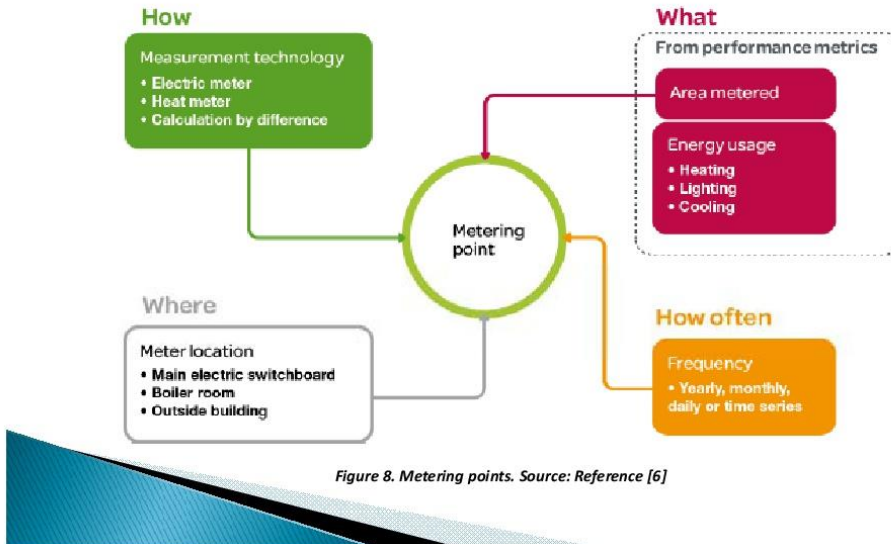 How
Measurement technology
• Electric meter
• Heat meter
• Calculation by difference
What
From performance metrics
Area metered
Energy usage
• Heating
• Lighting
• Cooling
Metering
point
Where
Meter location
• Main electric switchboard
• Boiler room
• Outside building
How often
Frequency
• Yearly, monthly,
daily or time series
Figure 8. Metering points. Source: Reference [6]